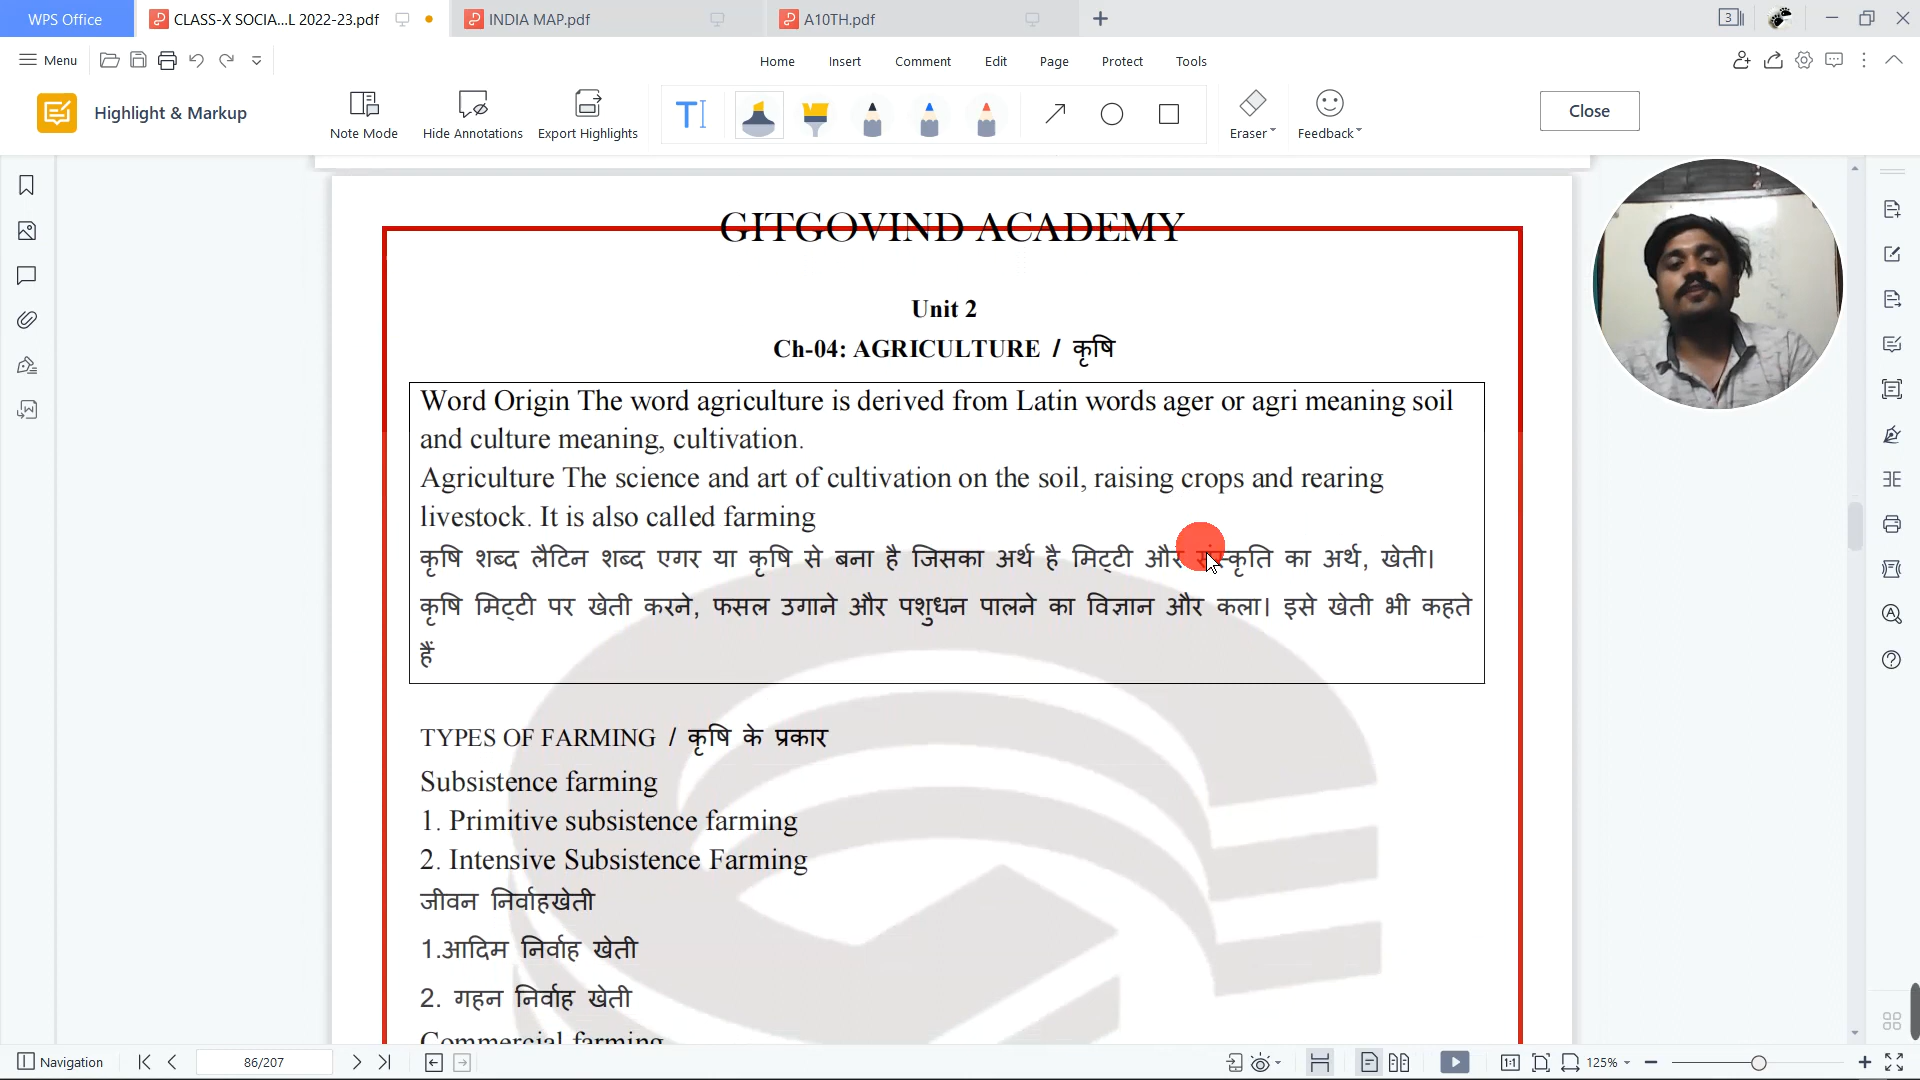 WPS Office
CLASS-X SOCIA...L 2022-23.pdf
INDIA MAP.pdf
A10TH.pdf
3
Menu
Home Insert Comment Edit Page Protect Tools
Highlight & Markup
Note Mode Hide Annotations Export Highlights
Eraser Feedback
Close
GITGOVIND ACADEMY
Unit 2
Ch-04: AGRICULTURE / कृषि
Word Origin The word agriculture is derived from Latin words ager or agri meaning soil
and culture meaning, cultivation.
Agriculture The science and art of cultivation on the soil, raising crops and rearing
livestock. It is also called farming
कृषि शब्द लैटिन शब्द एगर या कृषि से बना है जिसका अर्थ है मिट्टी और संस्कृति का अर्थ, खेती।
कृषि मिट्टी पर खेती करने, फसल उगाने और पशुधन पालने का विज्ञान और कला। इसे खेती भी कहते
हैं
TYPES OF FARMING / कृषि के प्रकार
Subsistence farming
1. Primitive subsistence farming
2. Intensive Subsistence Farming
जीवन निर्वाहखेती
1.आदिम निर्वाह खेती
2. गहन निर्वाह खेती
Commercial farming
Navigation
86/207
1:1
125%